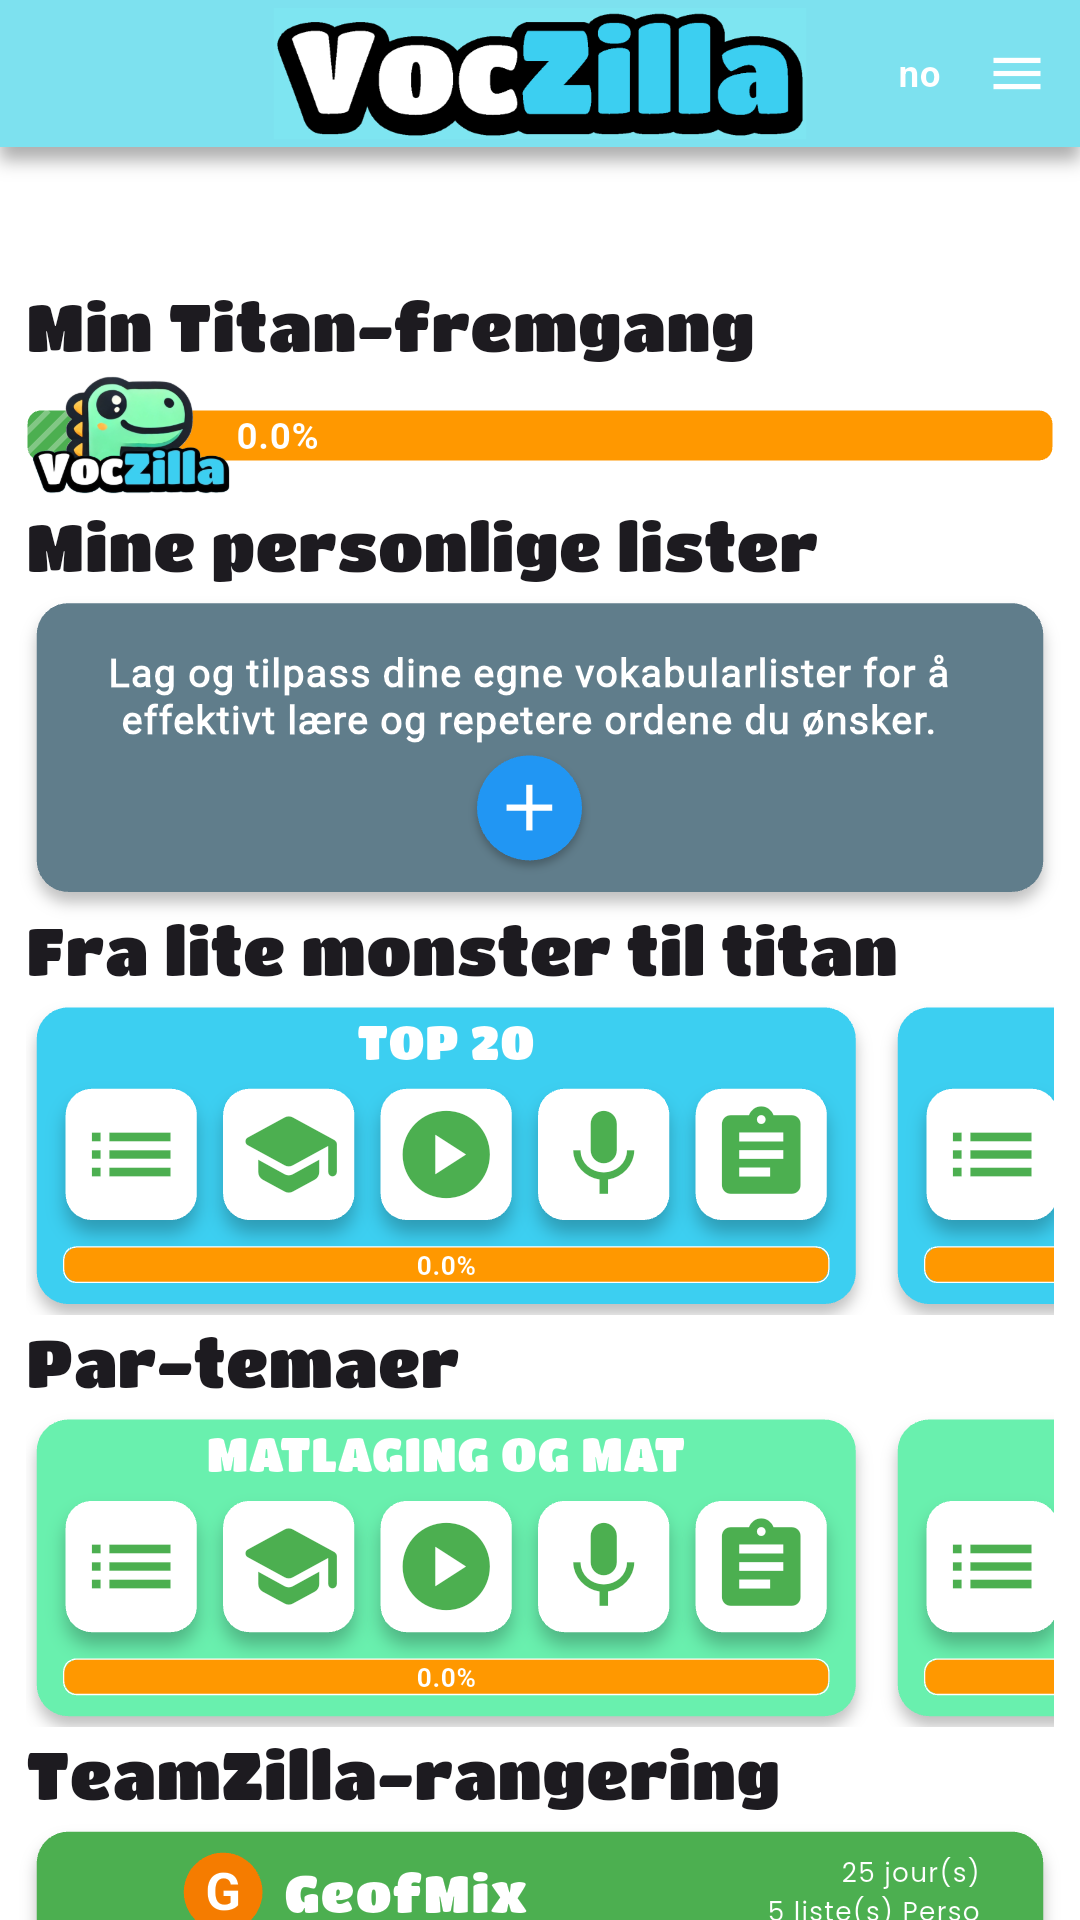 VocZilla
no
Min Titan-fremgang
VocZilla
0.0%
Mine personlige lister
Lag og tilpass dine egne vokabularlister for å
effektivt lære og repetere ordene du ønsker.
Fra lite monster til titan
TOP 20
0.0%
Par-temaer
MATLAGING OG MAT
0.0%
TeamZilla-rangering
G
GeofMix
25 jour(s)
5 liste(s) Perso